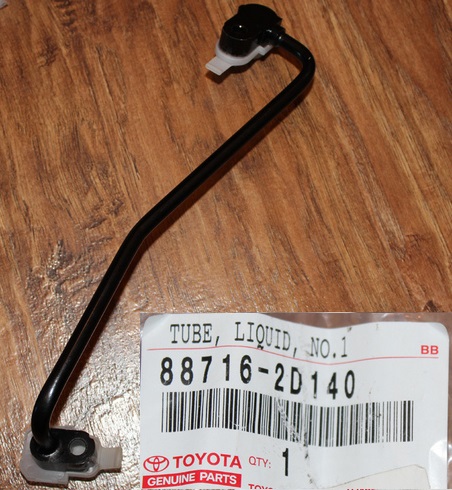 TUBE, LIQUID, NO.1
BB
88716-2D140
TOYOTA QTY: 1
GENUINE PARTS